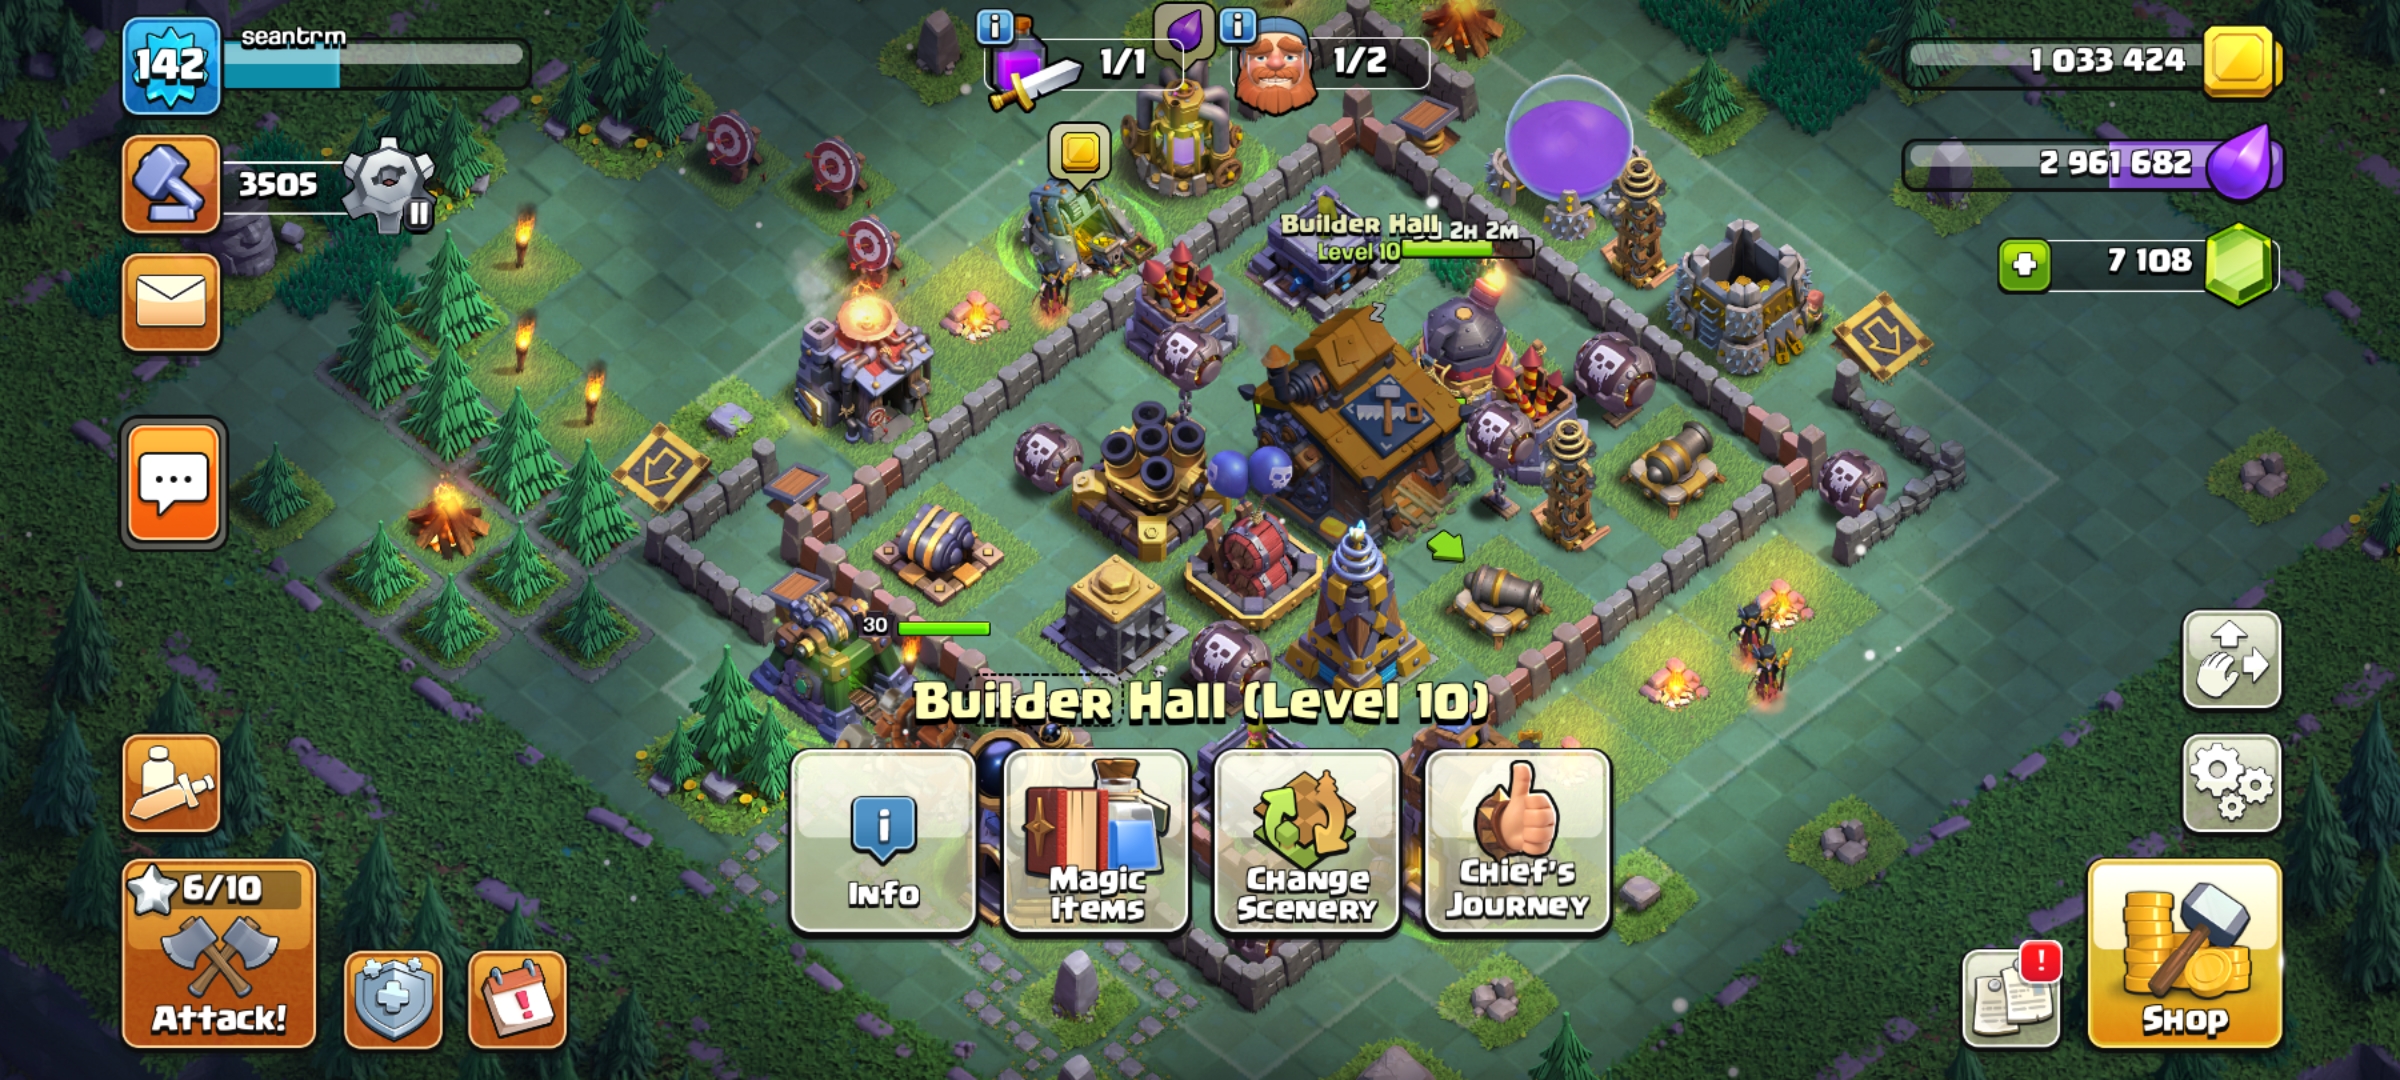 142
seantrm
1/1
1/2
1 033 424
3505
2 961 682
7 108
Builder Hall
2H 2M
Level 10
z
30
Builder Hall (Level 10)
Info
Magic
Items
Change
Scenery
Chief's
Journey
6/10
Attack!
Shop